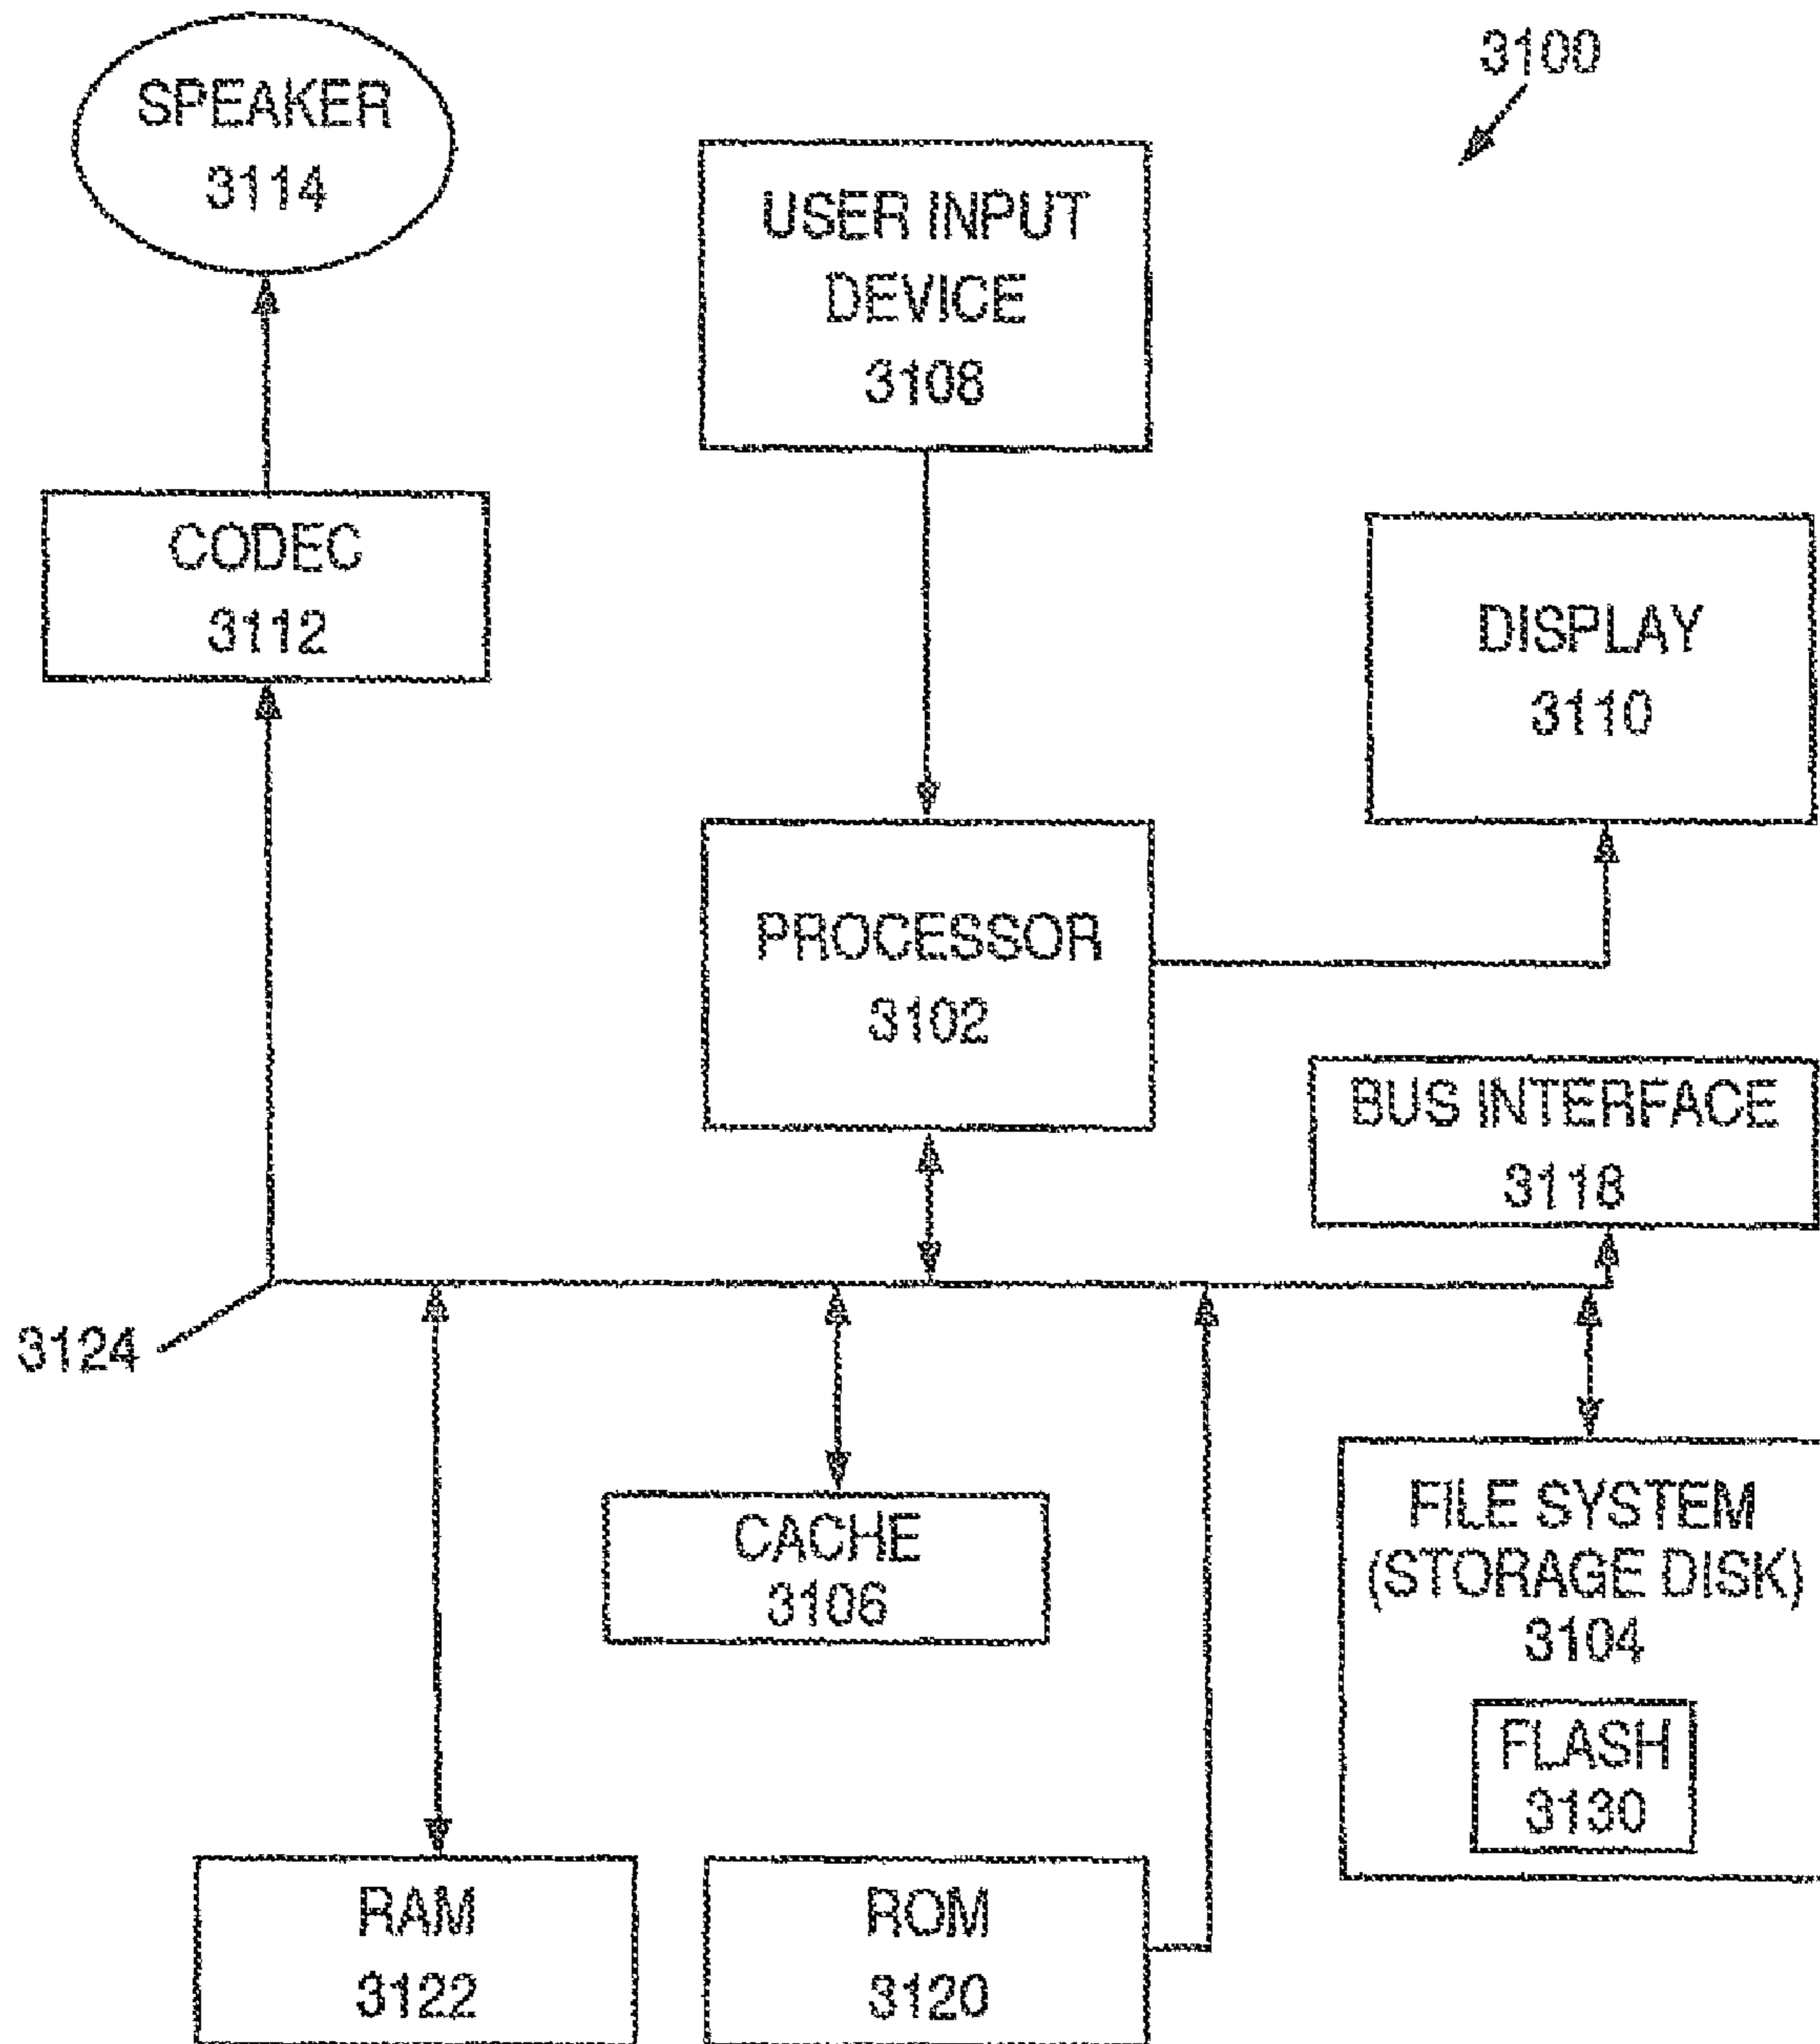 3100
SPEAKER
3114
USER INPUT
DEVICE
3108
CODEC
3112
DISPLAY
3110
PROCESSOR
3102
BUS INTERFACE
3118
3124
CACHE
3106
FILE SYSTEM
(STORAGE DISK)
3104
FLASH
3130
RAM
3122
ROM
3120